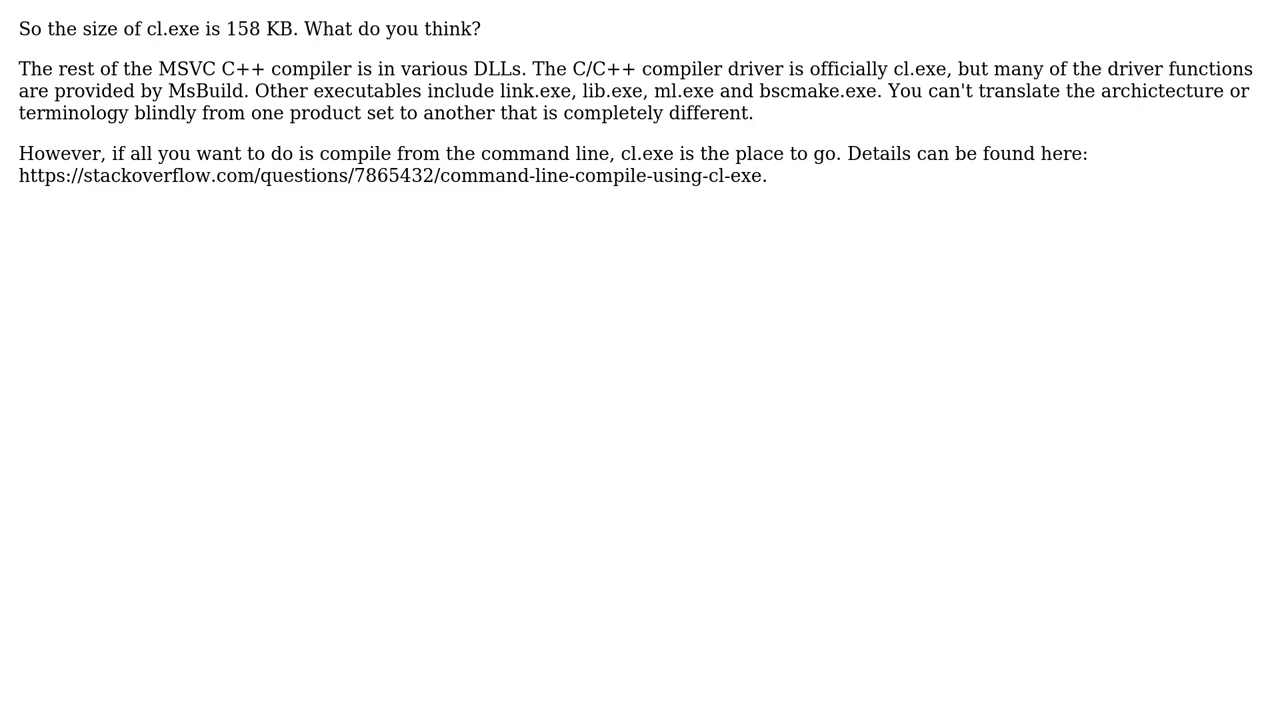 So the size of cl.exe is 158 KB. What do you think?
The rest of the MSVC C++ compiler is in various DLLs. The C/C++ compiler driver is officially cl.exe, but many of the driver functions
are provided by MsBuild. Other executables include link.exe, lib.exe, ml.exe and bscmake.exe. You can't translate the archictecture or
terminology blindly from one product set to another that is completely different.
However, if all you want to do is compile from the command line, cl.exe is the place to go. Details can be found here:
https://stackoverflow.com/questions/7865432/command-line-compile-using-cl-exe.